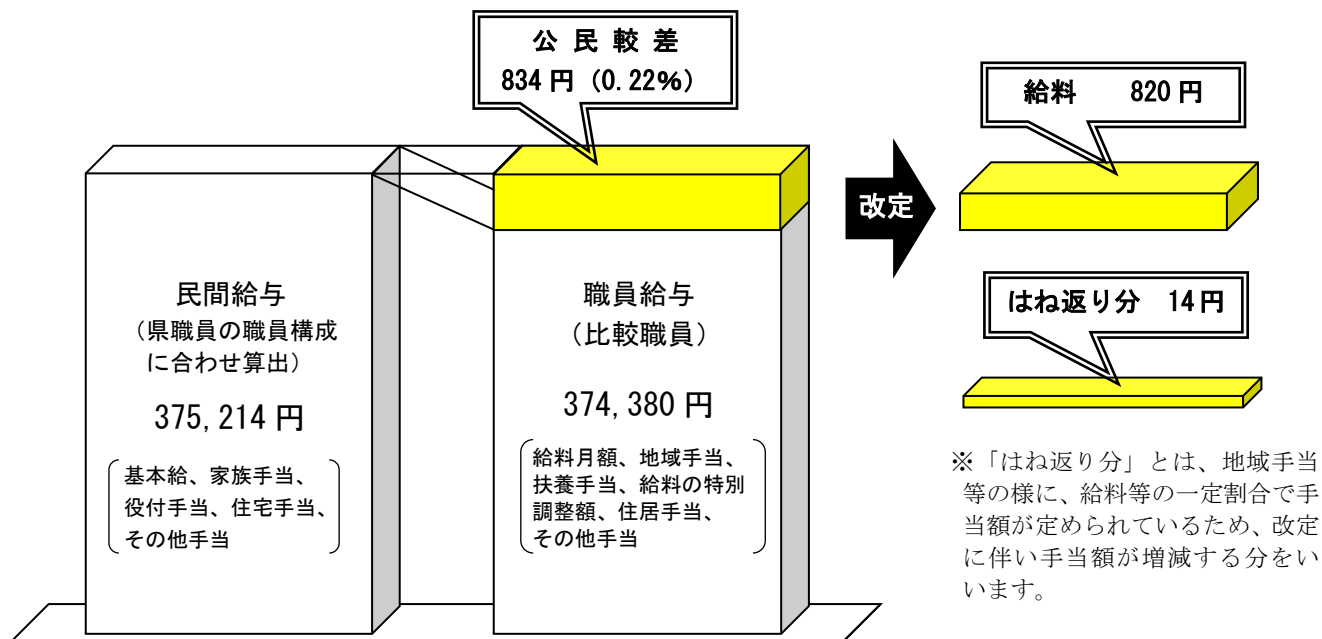 公 民 較 差
834 円（0.22%）
給料　820 円
改定
はね返り分　14 円
民間給与
（県職員の職員構成
に合わせ算出）
375,214 円
基本給、家族手当、
役付手当、住宅手当、
その他手当
職員給与
（比較職員）
374,380 円
給料月額、地域手当、
扶養手当、給料の特別
調整額、住居手当、
その他手当
※「はね返り分」とは、地域手当
等の様に、給料等の一定割合で手
当額が定められているため、改定
に伴い手当額が増減する分をい
います。